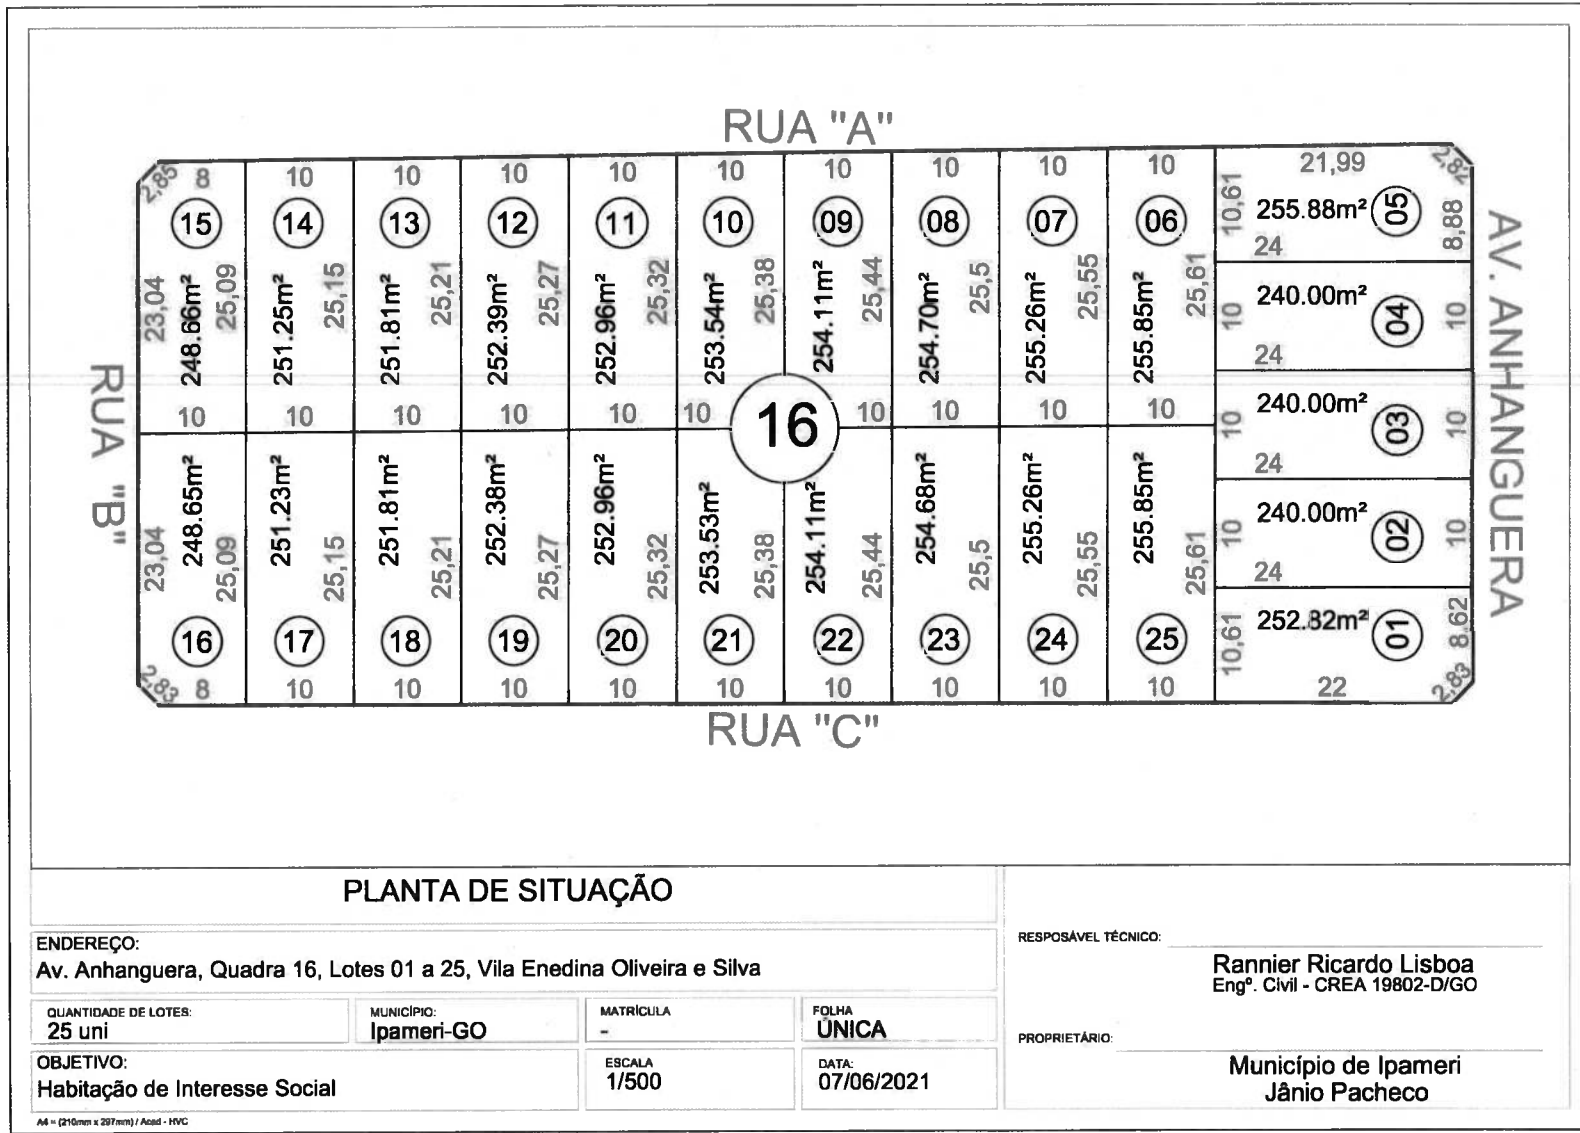 RUA "A"
2,85 8 10 10 10 10 10 10 10 10 10 21,99 2,82
15 14 13 12 11 10 09 08 07 06 10,61 255.88m² 05 8,88
24
23,04 248.66m² 25,09 251.25m² 25,15 251.81m² 25,21 252.39m² 25,27 252.96m² 25,32 253.54m² 25,38 254.11m² 25,44 254.70m² 25,5 255.26m² 25,55 255.85m² 25,61
10 240.00m² 04 10
24
10 10 10 10 10 10 10 10 10 10
16
10 240.00m² 03 10
24
RUA "B"
AV. ANHANGUERA
23,04 248.65m² 25,09 251.23m² 25,15 251.81m² 25,21 252.38m² 25,27 252.96m² 25,32 253.53m² 25,38 254.11m² 25,44 254.68m² 25,5 255.26m² 25,55 255.85m² 25,61
10 240.00m² 02 10
24
16 17 18 19 20 21 22 23 24 25 10,61 252.82m² 01 8,62
2,83 8 10 10 10 10 10 10 10 10 10 22 2,83
RUA "C"
PLANTA DE SITUAÇÃO
ENDEREÇO:
Av. Anhanguera, Quadra 16, Lotes 01 a 25, Vila Enedina Oliveira e Silva
QUANTIDADE DE LOTES:
25 uni
MUNICÍPIO:
Ipameri-GO
MATRÍCULA
-
FOLHA
ÚNICA
OBJETIVO:
Habitação de Interesse Social
ESCALA
1/500
DATA:
07/06/2021
RESPOSÁVEL TÉCNICO:
Rannier Ricardo Lisboa
Engº. Civil - CREA 19802-D/GO
PROPRIETÁRIO:
Município de Ipameri
Jânio Pacheco
A4 = (210mm x 297mm) / Acad - HVC